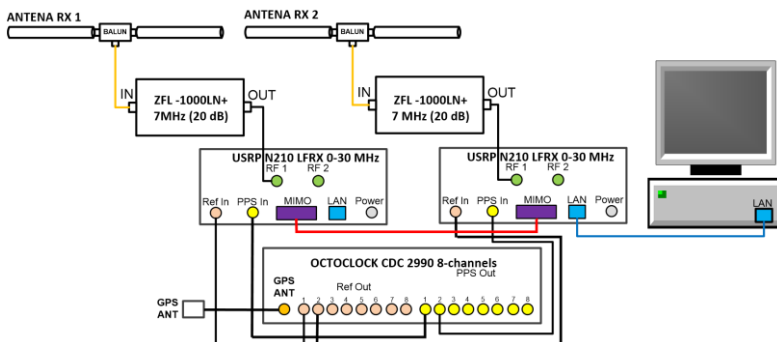 ANTENA RX 1
ANTENA RX 2
BALUN
BALUN
IN
OUT
ZFL -1000LN+
7MHz (20 dB)
IN
OUT
ZFL -1000LN+
7 MHz (20 dB)
USRP N210 LFRX 0-30 MHz
RF 1
RF 2
Ref In
PPS In
MIMO
LAN
Power
USRP N210 LFRX 0-30 MHz
RF 1
RF 2
Ref In
PPS In
MIMO
LAN
Power
LAN
OCTOCLOCK CDC 2990 8-channels
PPS Out
GPS
ANT
Ref Out
GPS
ANT
1 2 3 4 5 6 7 8
1 2 3 4 5 6 7 8